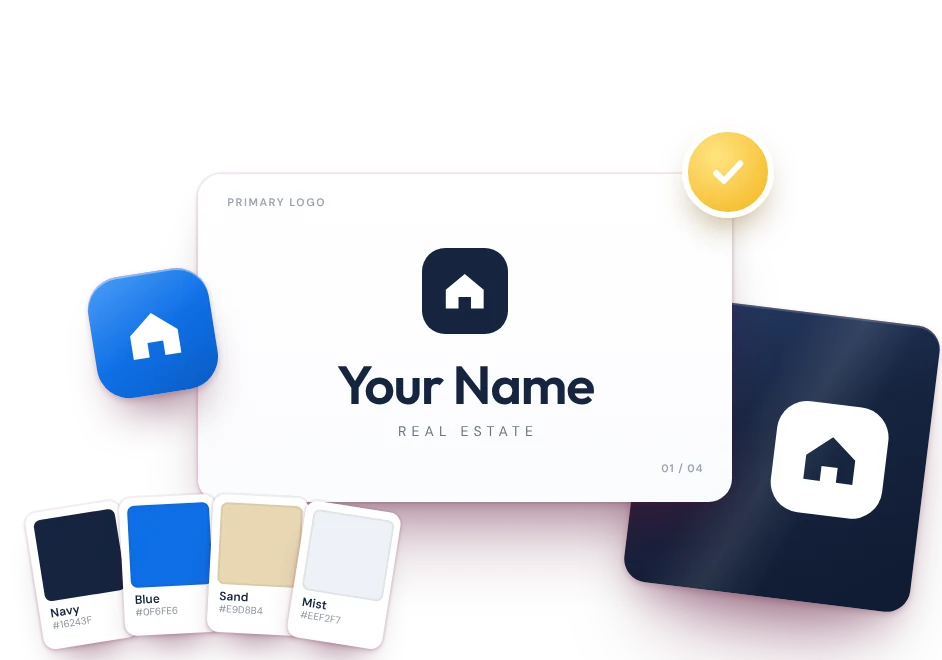 PRIMARY LOGO
Your Name
REAL ESTATE
01 / 04
Navy
#16243F
Blue
#0F6FE6
Sand
#E9D8B4
Mist
#EEF2F7